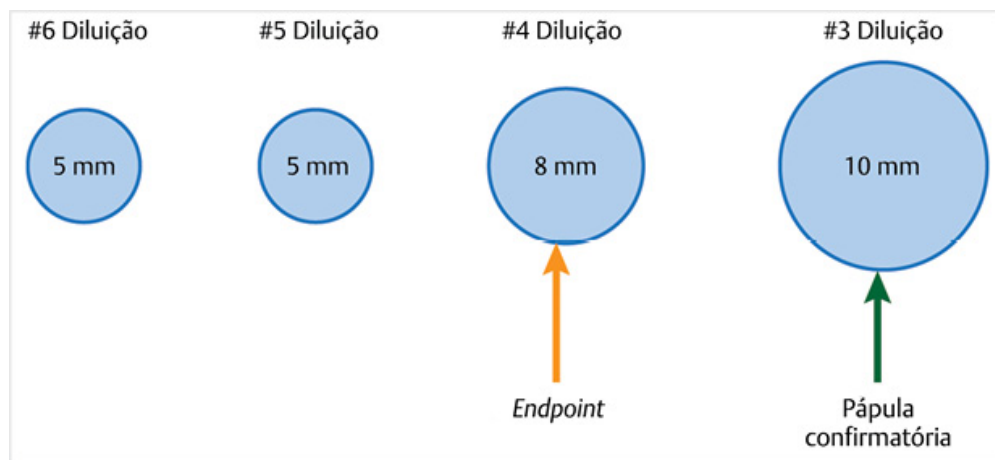 #6 Diluição
#5 Diluição
#4 Diluição
#3 Diluição
5 mm
5 mm
8 mm
10 mm
Endpoint
Pápula
confirmatória